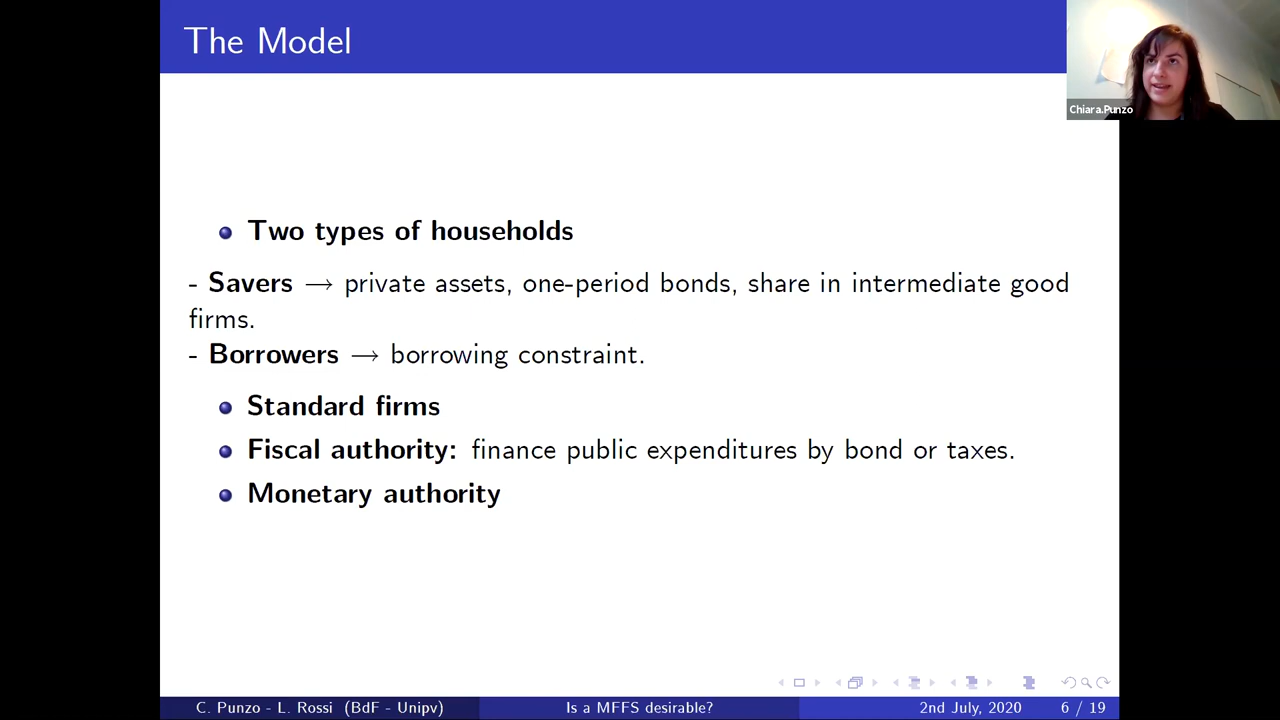 The Model
Chiara.Punzo
Two types of households
- Savers → private assets, one-period bonds, share in intermediate good
firms.
- Borrowers → borrowing constraint.
Standard firms
Fiscal authority: finance public expenditures by bond or taxes.
Monetary authority
C. Punzo - L. Rossi (BdF - Unipv)
Is a MFFS desirable?
2nd July, 2020
6 / 19